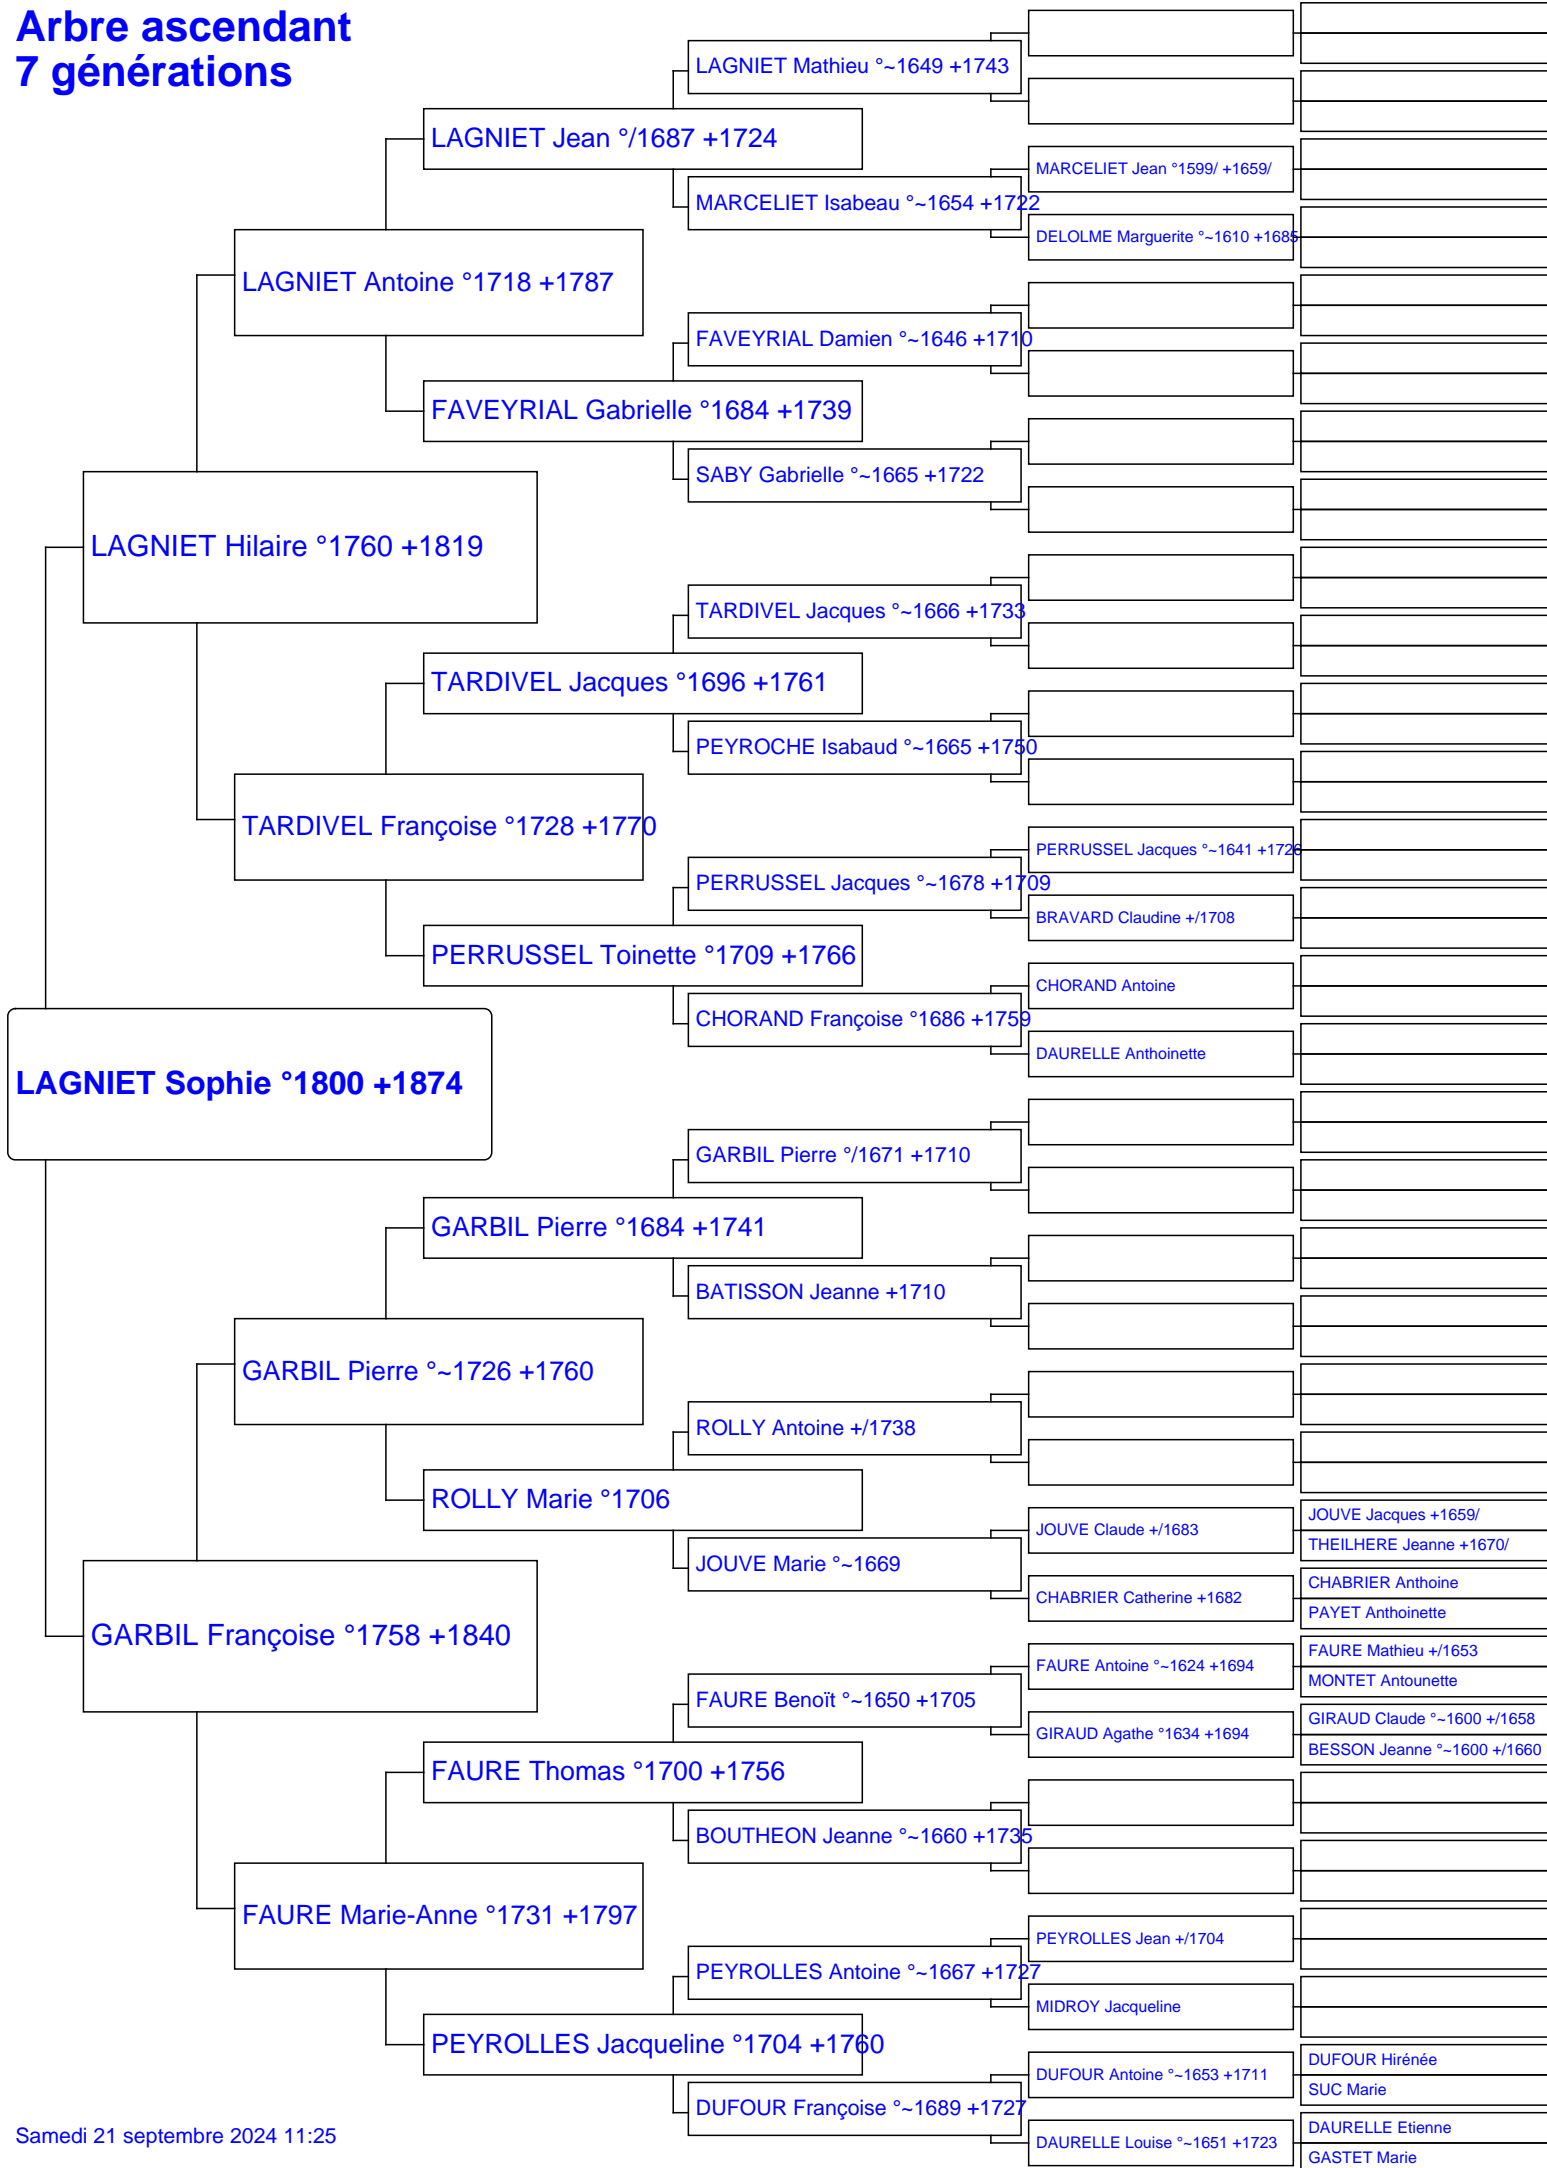 Arbre ascendant
7 générations
LAGNIET Mathieu °~1649 +1743
LAGNIET Jean °/1687 +1724
MARCELIET Jean °1599/ +1659/
MARCELIET Isabeau °~1654 +1722
DELOLME Marguerite °~1610 +1685
LAGNIET Antoine °1718 +1787
FAVEYRIAL Damien °~1646 +1710
FAVEYRIAL Gabrielle °1684 +1739
SABY Gabrielle °~1665 +1722
LAGNIET Hilaire °1760 +1819
TARDIVEL Jacques °~1666 +1733
TARDIVEL Jacques °1696 +1761
PEYROCHE Isabaud °~1665 +1750
TARDIVEL Françoise °1728 +1770
PERRUSSEL Jacques °~1641 +1726
PERRUSSEL Jacques °~1678 +1709
BRAVARD Claudine +/1708
PERRUSSEL Toinette °1709 +1766
CHORAND Antoine
CHORAND Françoise °1686 +1759
DAURELLE Anthoinette
LAGNIET Sophie °1800 +1874
GARBIL Pierre °/1671 +1710
GARBIL Pierre °1684 +1741
BATISSON Jeanne +1710
GARBIL Pierre °~1726 +1760
ROLLY Antoine +/1738
ROLLY Marie °1706
JOUVE Jacques +1659/
JOUVE Claude +/1683
THEILHERE Jeanne +1670/
JOUVE Marie °~1669
CHABRIER Anthoine
CHABRIER Catherine +1682
PAYET Anthoinette
GARBIL Françoise °1758 +1840
FAURE Mathieu +/1653
FAURE Antoine °~1624 +1694
MONTET Antounette
FAURE Benoït °~1650 +1705
GIRAUD Claude °~1600 +/1658
GIRAUD Agathe °1634 +1694
BESSON Jeanne °~1600 +/1660
FAURE Thomas °1700 +1756
BOUTHEON Jeanne °~1660 +1735
FAURE Marie-Anne °1731 +1797
PEYROLLES Jean +/1704
PEYROLLES Antoine °~1667 +1727
MIDROY Jacqueline
PEYROLLES Jacqueline °1704 +1760
DUFOUR Hirénée
DUFOUR Antoine °~1653 +1711
SUC Marie
DUFOUR Françoise °~1689 +1727
DAURELLE Etienne
DAURELLE Louise °~1651 +1723
GASTET Marie
Samedi 21 septembre 2024 11:25